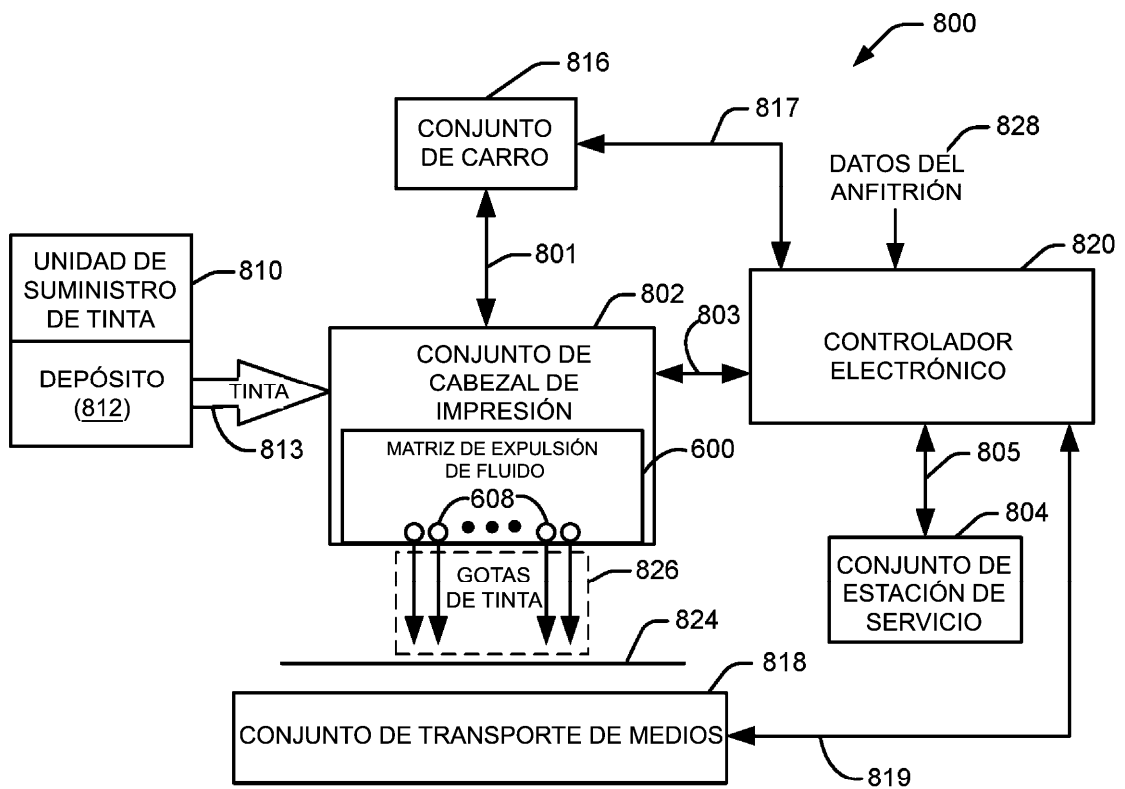 800
816
CONJUNTO
DE CARRO
817
828
DATOS DEL
ANFITRIÓN
801
820
UNIDAD DE
SUMINISTRO
DE TINTA
810
DEPÓSITO
(812)
TINTA
813
802
CONJUNTO DE
CABEZAL DE
IMPRESIÓN
803
CONTROLADOR
ELECTRÓNICO
MATRIZ DE EXPULSIÓN
DE FLUIDO
600
608
805
804
CONJUNTO DE
ESTACIÓN DE
SERVICIO
GOTAS
DE TINTA
826
824
818
CONJUNTO DE TRANSPORTE DE MEDIOS
819